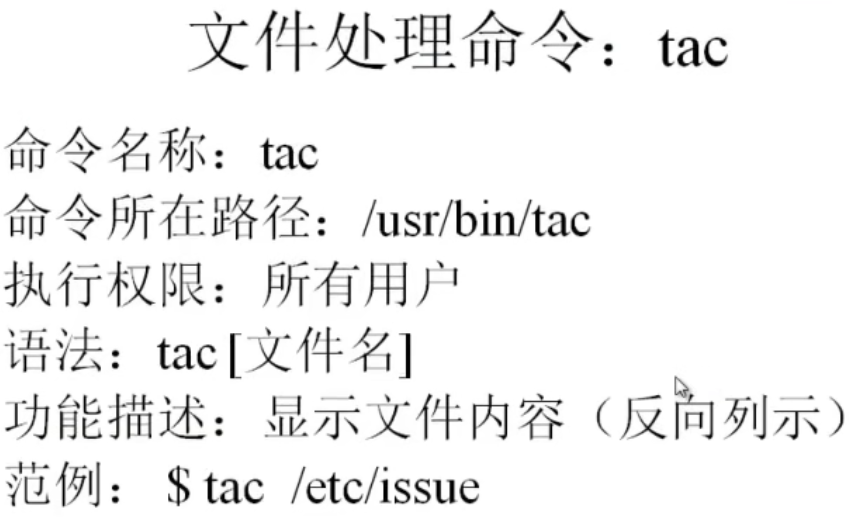 文件处理命令：tac
命令名称：tac
命令所在路径：/usr/bin/tac
执行权限：所有用户
语法：tac [文件名]
功能描述：显示文件内容（反向列示）
范例： $ tac /etc/issue